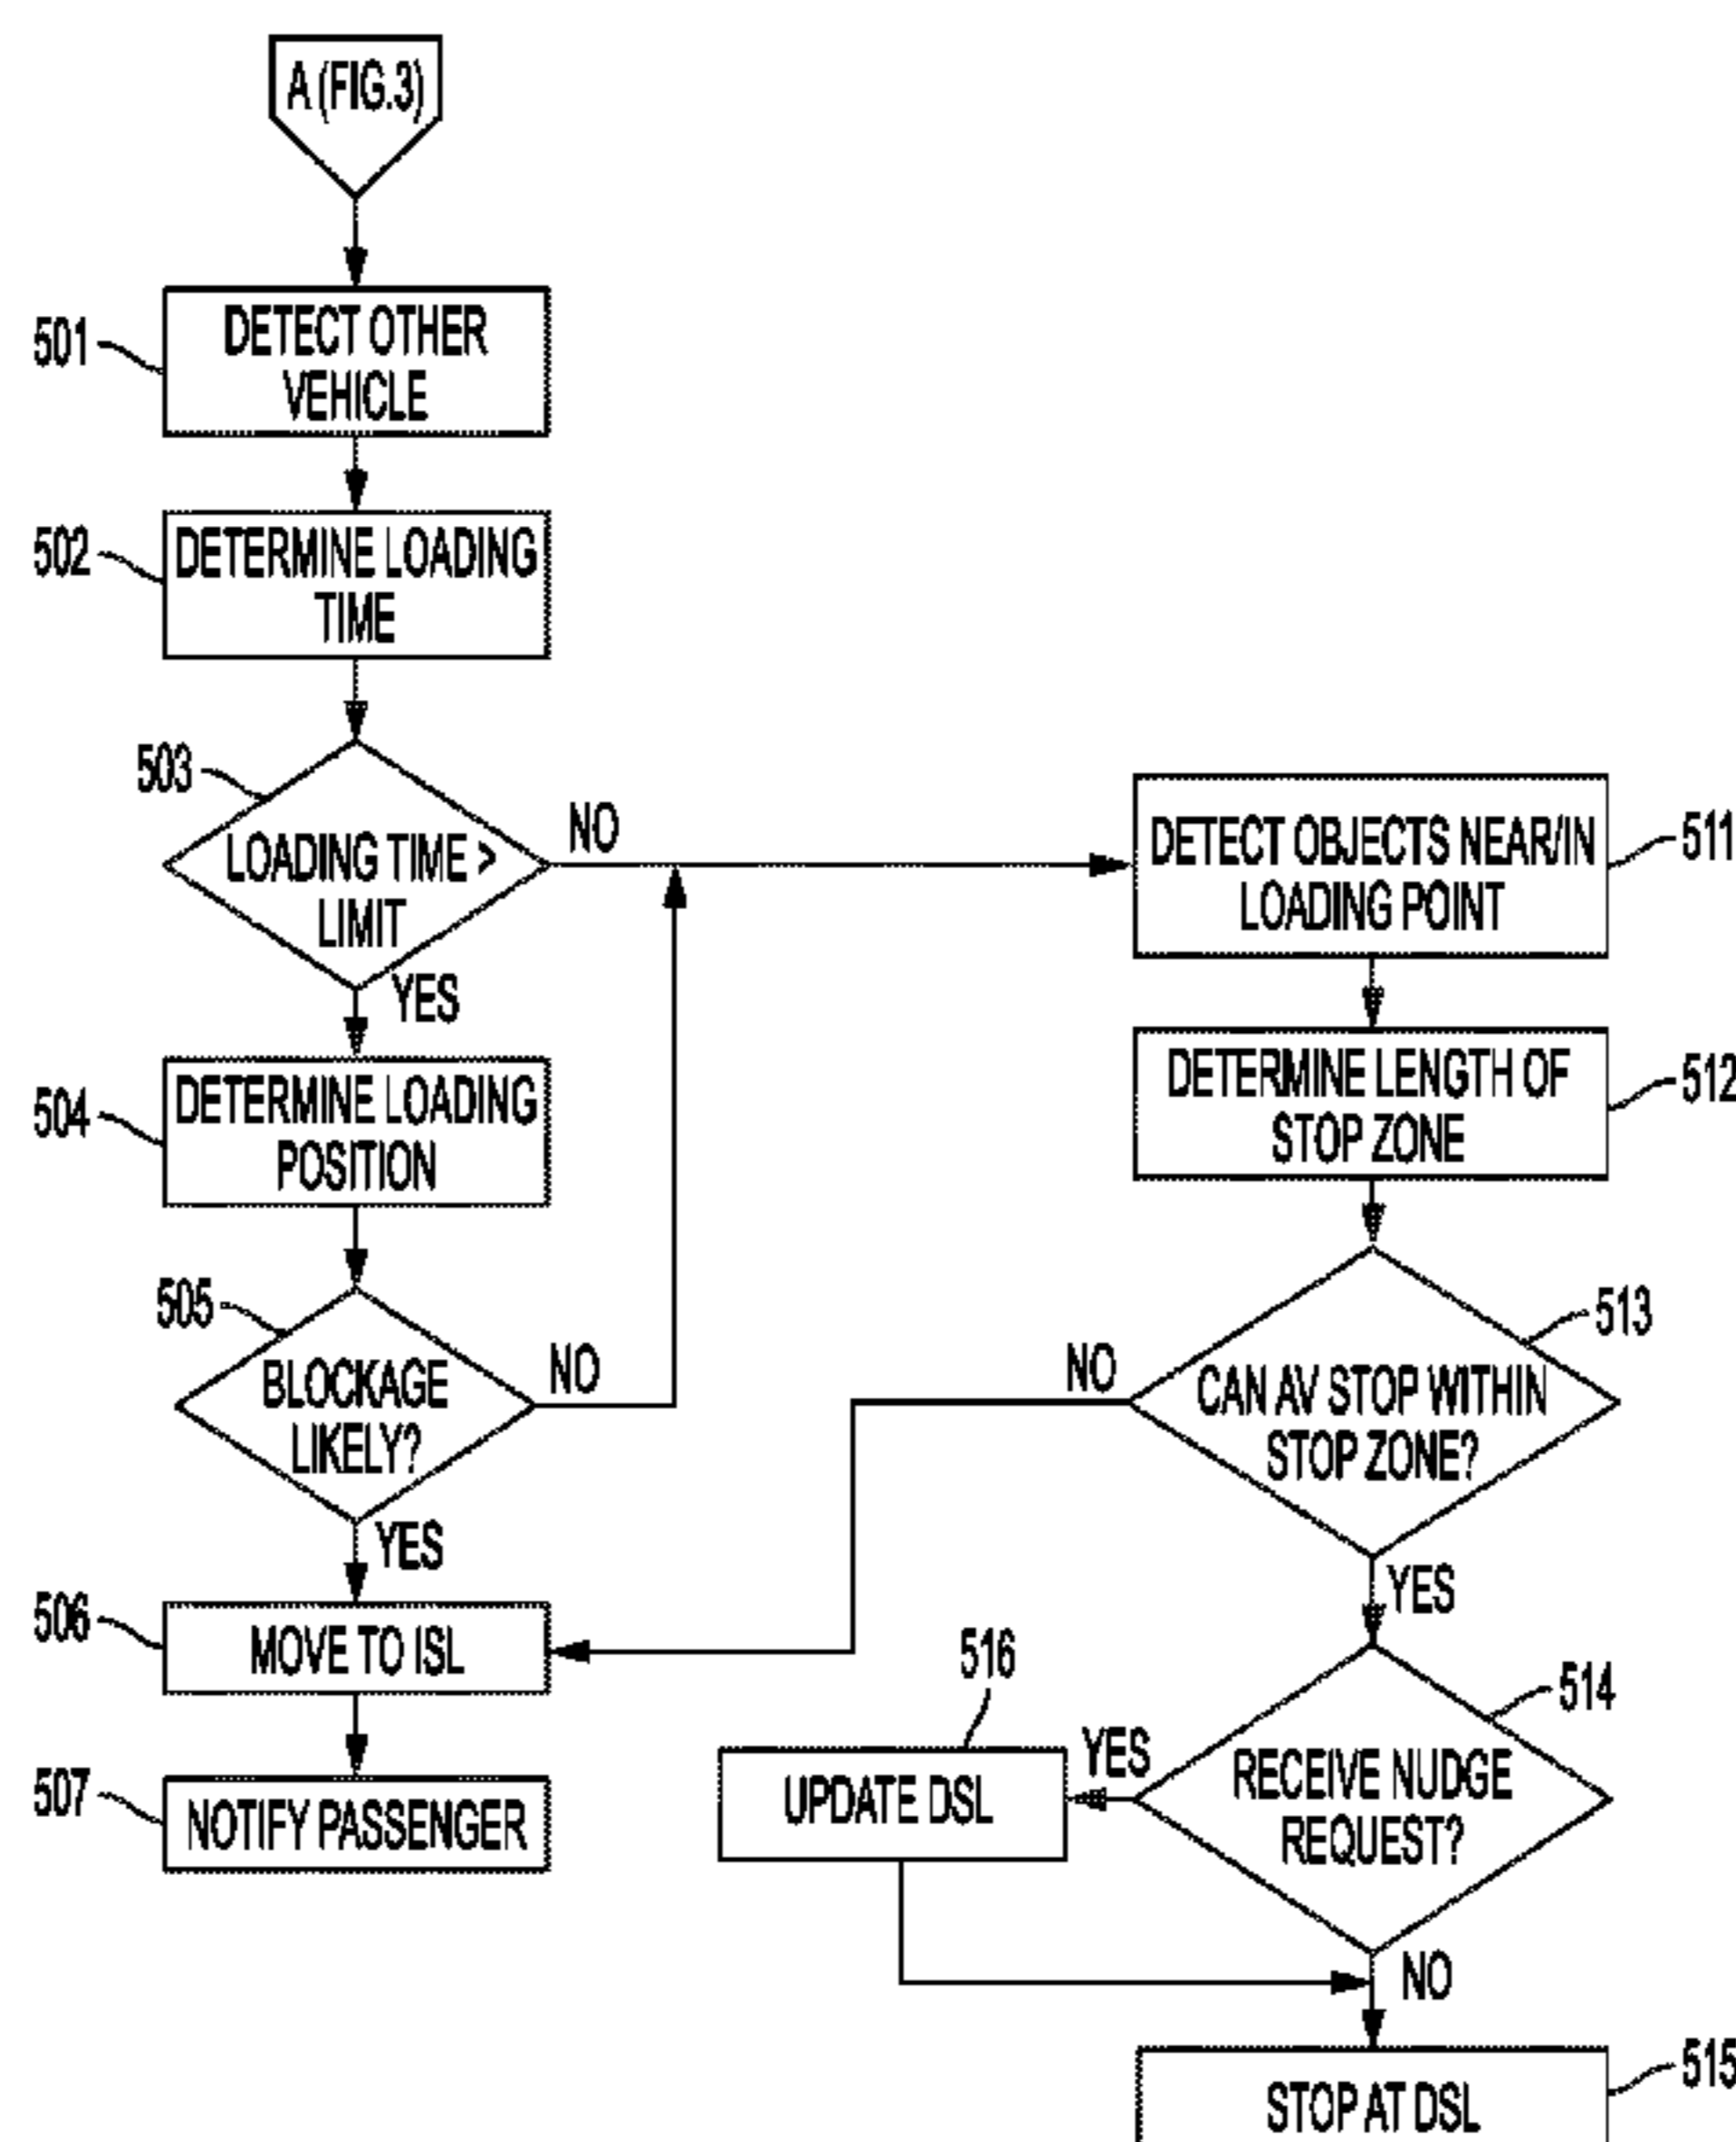 A (FIG.3)
501
DETECT OTHER
VEHICLE
502
DETERMINE LOADING
TIME
503
LOADING TIME >
LIMIT
NO
YES
504
DETERMINE LOADING
POSITION
505
BLOCKAGE
LIKELY?
NO
YES
506
MOVE TO ISL
507
NOTIFY PASSENGER
DETECT OBJECTS NEAR/IN
LOADING POINT
511
DETERMINE LENGTH OF
STOP ZONE
512
513
CAN AV STOP WITHIN
STOP ZONE?
NO
YES
514
RECEIVE NUDGE
REQUEST?
YES
516
UPDATE DSL
NO
STOP AT DSL
515